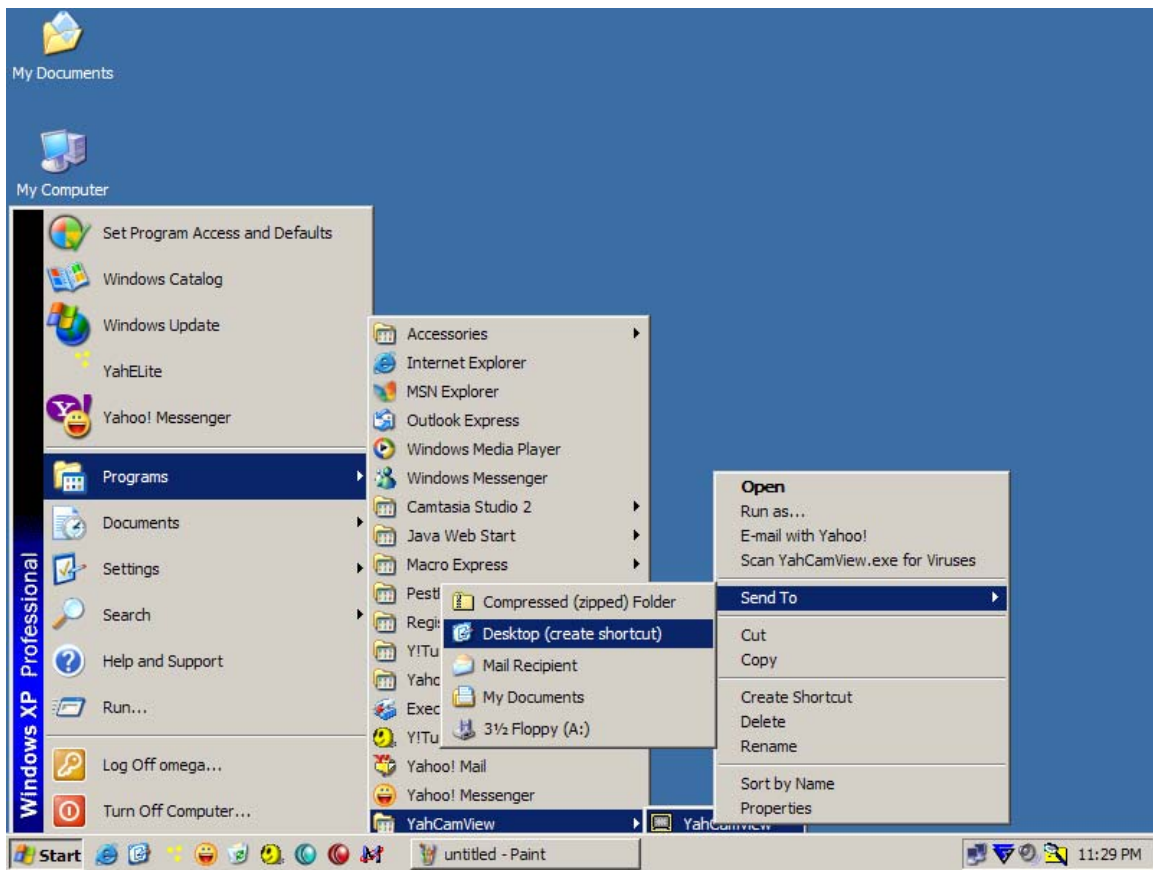 My Documents
My Computer
Set Program Access and Defaults
Windows Catalog
Windows Update
YahELite
Yahoo! Messenger
Programs
Documents
Settings
Search
Help and Support
Run...
Log Off omega...
Turn Off Computer...
Windows XP Professional
Accessories
Internet Explorer
MSN Explorer
Outlook Express
Windows Media Player
Windows Messenger
Camtasia Studio 2
Java Web Start
Macro Express
Y!Tu
Yahoo! Mail
Yahoo! Messenger
YahCamView
Compressed (zipped) Folder
Desktop (create shortcut)
Mail Recipient
My Documents
3½ Floppy (A:)
Open
Run as...
E-mail with Yahoo!
Scan YahCamView.exe for Viruses
Send To
Cut
Copy
Create Shortcut
Delete
Rename
Sort by Name
Properties
Start
untitled - Paint
11:29 PM